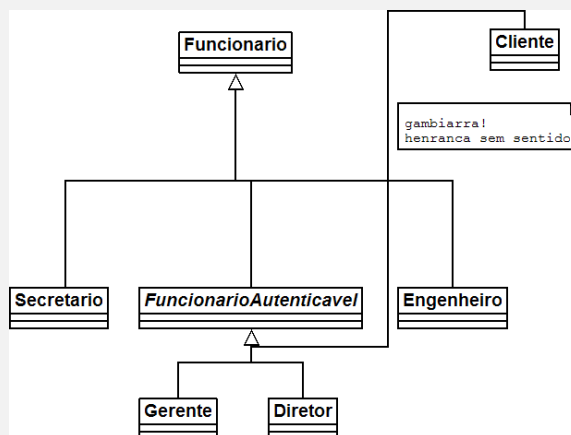 Funcionario
Cliente
gambiarra!
henranca sem sentido
Secretario
FuncionarioAutenticavel
Engenheiro
Gerente
Diretor